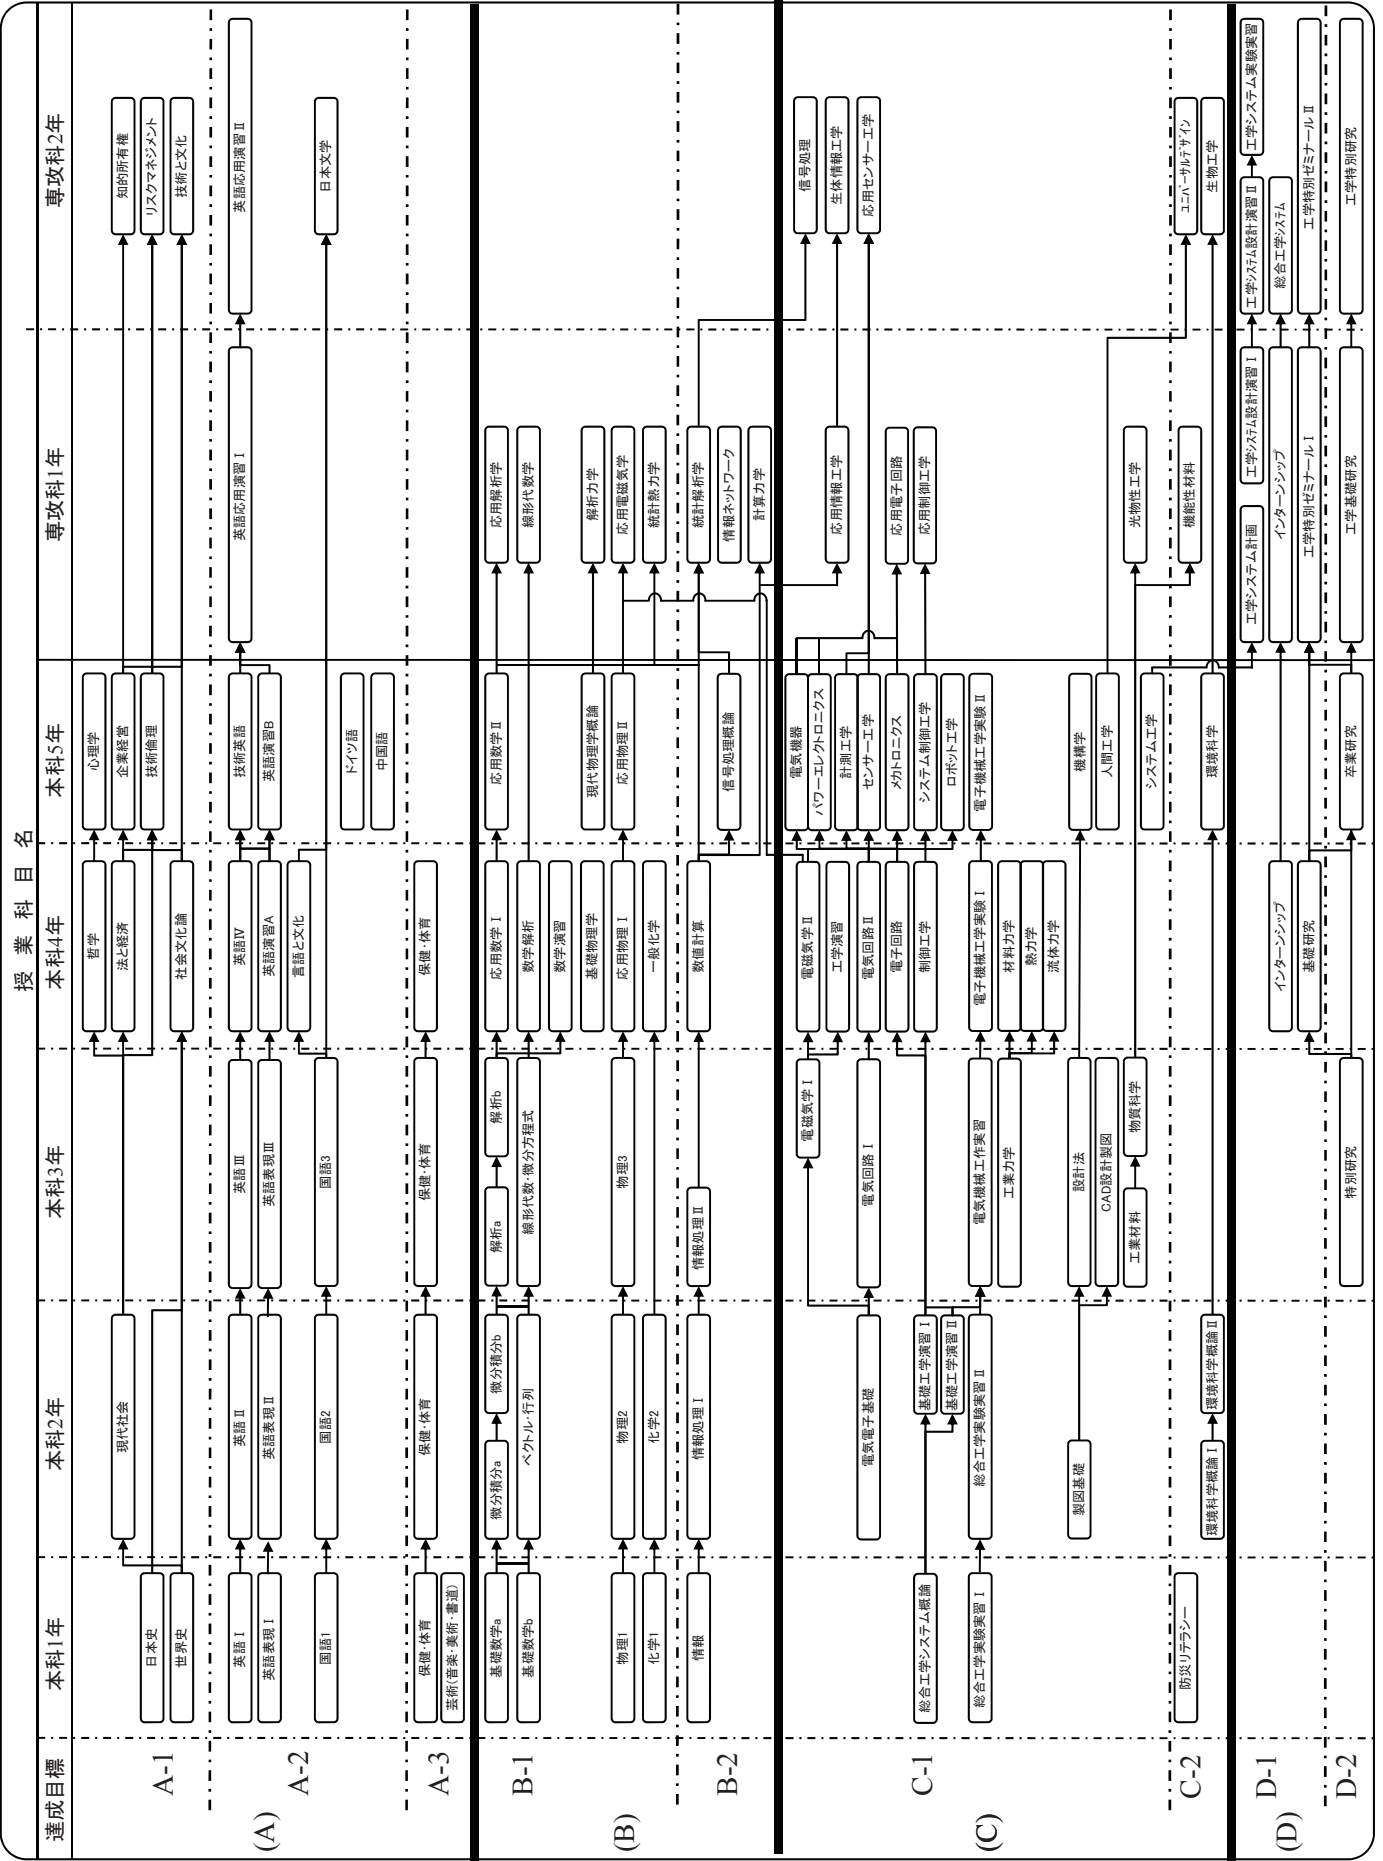 授業科目名
達成目標
本科1年
本科2年
本科3年
本科4年
本科5年
専攻科1年
専攻科2年
(A)
A-1
哲学
心理学
現代社会
法と経済
企業経営
知的所有権
日本史
技術倫理
リスクマネジメント
世界史
社会文化論
技術と文化
A-2
英語Ⅰ
英語Ⅱ
英語Ⅲ
英語Ⅳ
技術英語
英語応用演習Ⅰ
英語応用演習Ⅱ
英語表現Ⅰ
英語表現Ⅱ
英語表現Ⅲ
英語演習A
英語演習B
言語と文化
国語1
国語2
国語3
日本文学
ドイツ語
中国語
A-3
保健・体育
保健・体育
保健・体育
保健・体育
芸術(音楽・美術・書道)
(B)
B-1
基礎数学a
微分積分a
微分積分b
解析a
解析b
応用数学Ⅰ
応用数学Ⅱ
応用解析学
基礎数学b
ベクトル・行列
線形代数・微分方程式
数学解析
線形代数学
数学演習
基礎物理学
現代物理学概論
解析力学
物理1
物理2
物理3
応用物理Ⅰ
応用物理Ⅱ
応用電磁気学
化学1
化学2
一般化学
統計熱力学
B-2
情報
情報処理Ⅰ
情報処理Ⅱ
数値計算
統計解析学
信号処理概論
情報ネットワーク
計算力学
(C)
C-1
電磁気学Ⅰ
電磁気学Ⅱ
電気機器
信号処理
パワーエレクトロニクス
工学演習
計測工学
応用情報工学
生体情報工学
電気電子基礎
電気回路Ⅰ
電気回路Ⅱ
センサー工学
応用センサー工学
電子回路
メカトロニクス
応用電子回路
総合工学システム概論
基礎工学演習Ⅰ
制御工学
システム制御工学
応用制御工学
基礎工学演習Ⅱ
ロボット工学
総合工学実験実習Ⅰ
総合工学実験実習Ⅱ
電気機械工作実習
電子機械工学実験Ⅰ
電子機械工学実験Ⅱ
工業力学
材料力学
熱力学
流体力学
製図基礎
設計法
機構学
CAD設計製図
人間工学
工業材料
物質科学
光物性工学
システム工学
C-2
防災リテラシー
機能性材料
ユニバーサルデザイン
環境科学概論Ⅰ
環境科学概論Ⅱ
環境科学
生物工学
(D)
D-1
工学システム計画
工学システム設計演習Ⅰ
工学システム設計演習Ⅱ
工学システム実験実習
インターンシップ
インターンシップ
総合工学システム
基礎研究
工学特別ゼミナールⅠ
工学特別ゼミナールⅡ
D-2
特別研究
卒業研究
工学基礎研究
工学特別研究